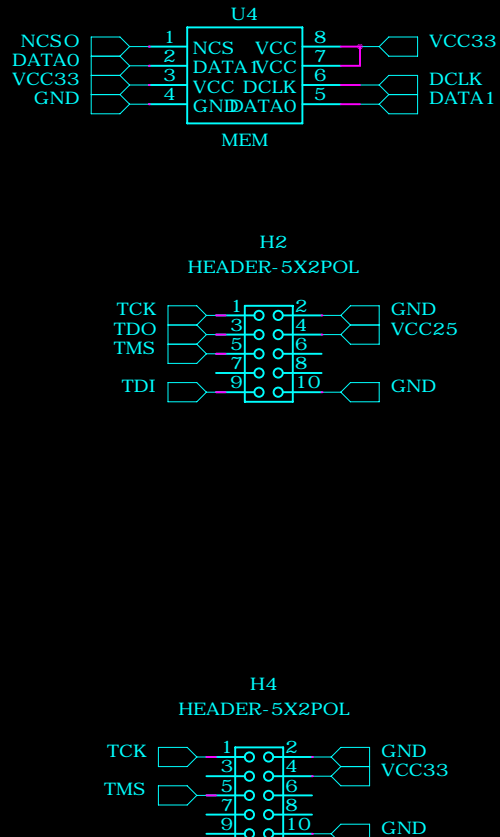 U4
NCSO 1 NCS VCC 8 VCC33
DATA0 2 DATA1 VCC 7
VCC33 3 VCC DCLK 6 DCLK
GND 4 GND DATA0 5 DATA1
MEM
H2
HEADER-5X2POL
TCK 1 2 GND
TDO 3 4 VCC25
TMS 5 6
7 8
TDI 9 10 GND
H4
HEADER-5X2POL
TCK 1 2 GND
3 4 VCC33
TMS 5 6
7 8
9 10 GND